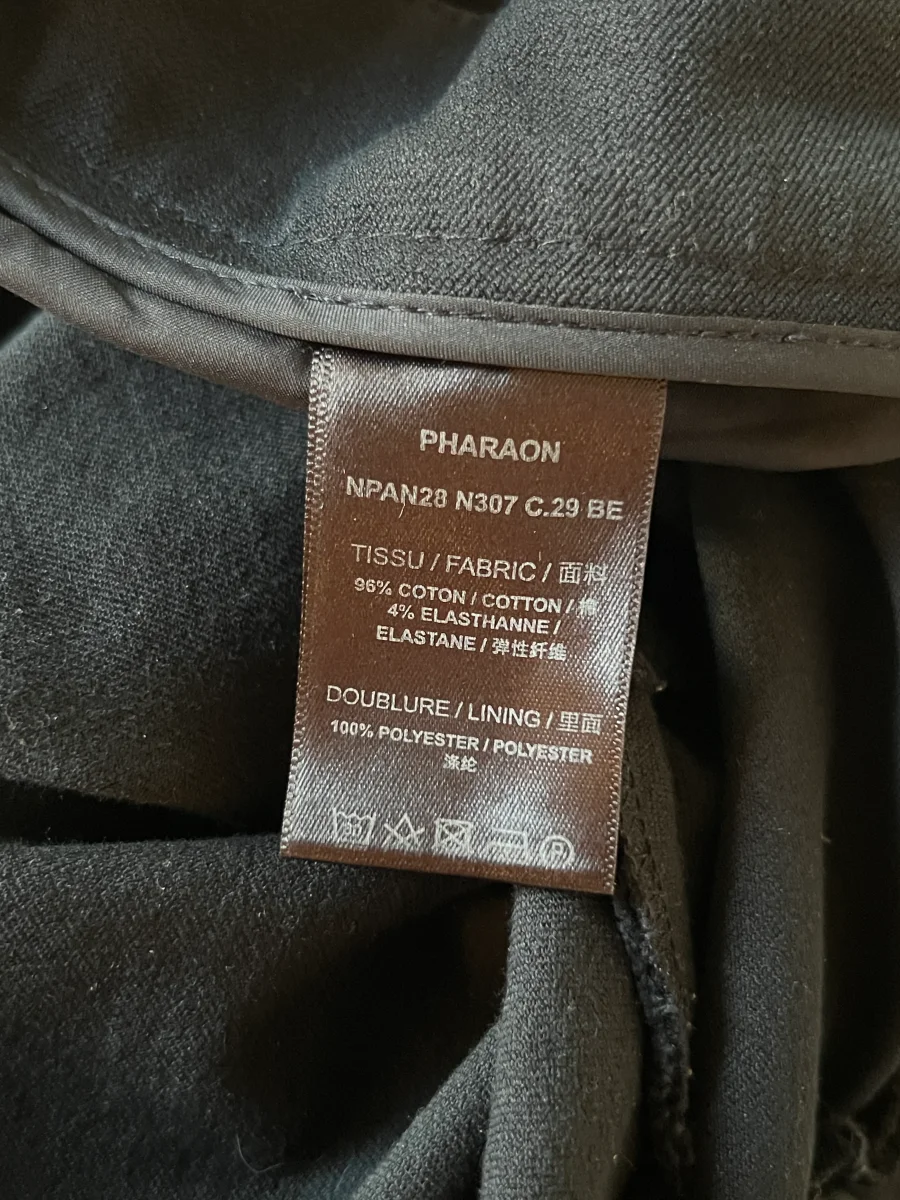 PHARAON
NPAN28 N307 C.29 BE
TISSU / FABRIC / 面料
96% COTON / COTTON / 棉
4% ELASTHANNE /
ELASTANE / 弹性纤维
DOUBLURE / LINING / 里面
100% POLYESTER / POLYESTER
涤纶